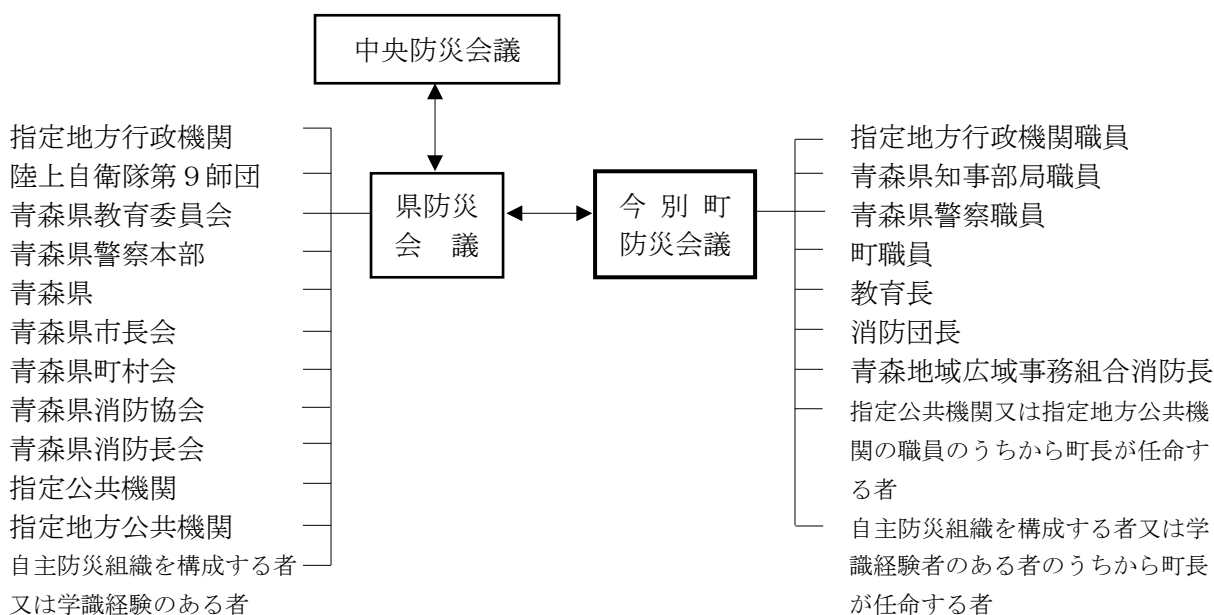 中央防災会議
指定地方行政機関
陸上自衛隊第９師団
青森県教育委員会
青森県警察本部
青森県
青森県市長会
青森県町村会
青森県消防協会
青森県消防長会
指定公共機関
指定地方公共機関
自主防災組織を構成する者
又は学識経験のある者
県防災
会　議
今 別 町
防災会議
指定地方行政機関職員
青森県知事部局職員
青森県警察職員
町職員
教育長
消防団長
青森地域広域事務組合消防長
指定公共機関又は指定地方公共機
関の職員のうちから町長が任命す
る者
自主防災組織を構成する者又は学
識経験者のある者のうちから町長
が任命する者